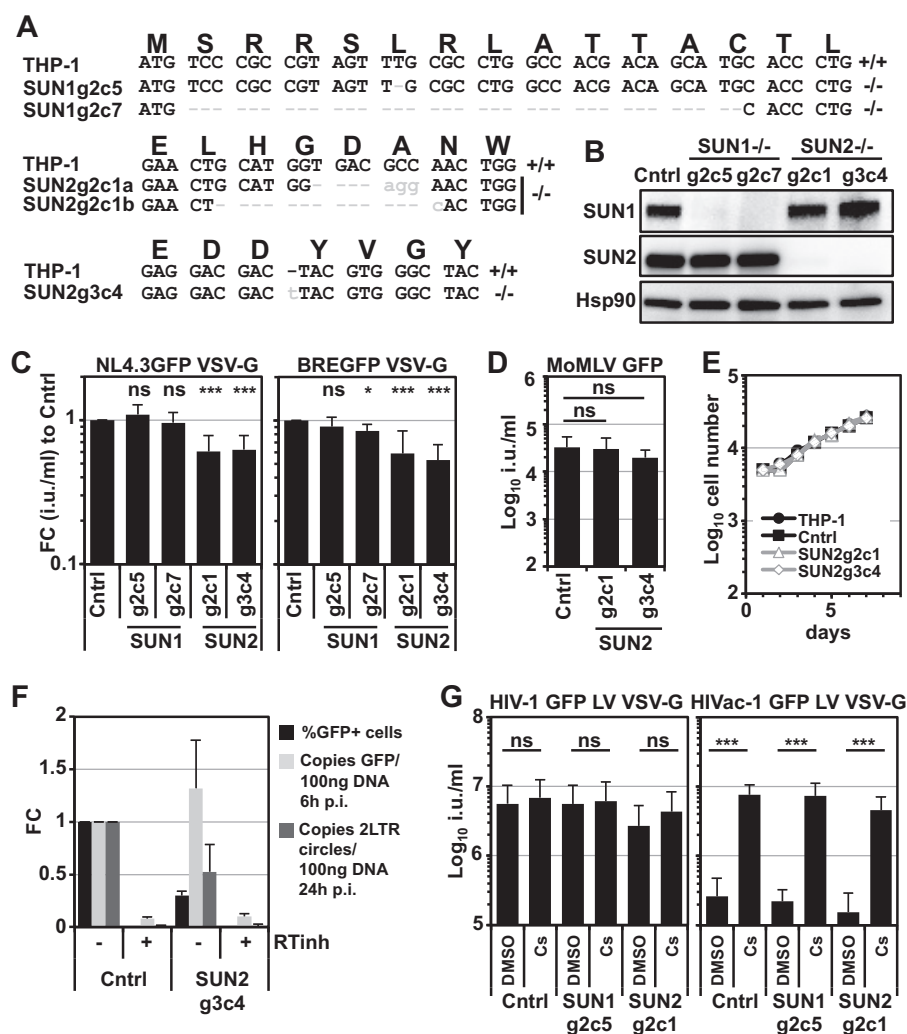 A
M S R R S L R L A T T A C T L
THP-1 ATG TCC CGC CGT AGT TTG CGC CTG GCC ACG ACA GCA TGC ACC CTG +/+
SUN1g2c5 ATG TCC CGC CGT AGT T-G CGC CTG GCC ACG ACA GCA TGC ACC CTG -/-
SUN1g2c7 ATG --- --- --- --- --- --- --- --- --- --- --- --C ACC CTG -/-
E L H G D A N W
THP-1 GAA CTG CAT GGT GAC GCC AAC TGG +/+
SUN2g2c1a GAA CTG CAT GG- --- agg AAC TGG
SUN2g2c1b GAA CT- --- --- --- --- cAC TGG
-/-
E D D Y V G Y
THP-1 GAG GAC GAC -TAC GTG GGC TAC +/+
SUN2g3c4 GAG GAC GAC tTAC GTG GGC TAC -/-
B
SUN1-/- SUN2-/-
Cntrl g2c5 g2c7 g2c1 g3c4
SUN1
SUN2
Hsp90
C
NL4.3GFP VSV-G
FC (i.u./ml) to Cntrl
1
0.1
ns ns *** ***
Cntrl g2c5 g2c7 g2c1 g3c4
SUN1 SUN2
BREGFP VSV-G
ns * *** ***
Cntrl g2c5 g2c7 g2c1 g3c4
SUN1 SUN2
D
MoMLV GFP
Log10 i.u./ml
6
5
4
3
2
ns
ns
Cntrl g2c1 g3c4
SUN2
E
Log10 cell number
5
4
3
2
THP-1
Cntrl
SUN2g2c1
SUN2g3c4
0 5
days
F
FC
2
1.5
1
0.5
0
%GFP+ cells
Copies GFP/
100ng DNA
6h p.i.
Copies 2LTR
circles/
100ng DNA
24h p.i.
- + - + RTinh
Cntrl SUN2
g3c4
G
HIV-1 GFP LV VSV-G
Log10 i.u./ml
8
7
6
5
ns ns ns
DMSO Cs DMSO Cs DMSO Cs
Cntrl SUN1 SUN2
g2c5 g2c1
HIVac-1 GFP LV VSV-G
*** *** ***
DMSO Cs DMSO Cs DMSO Cs
Cntrl SUN1 SUN2
g2c5 g2c1